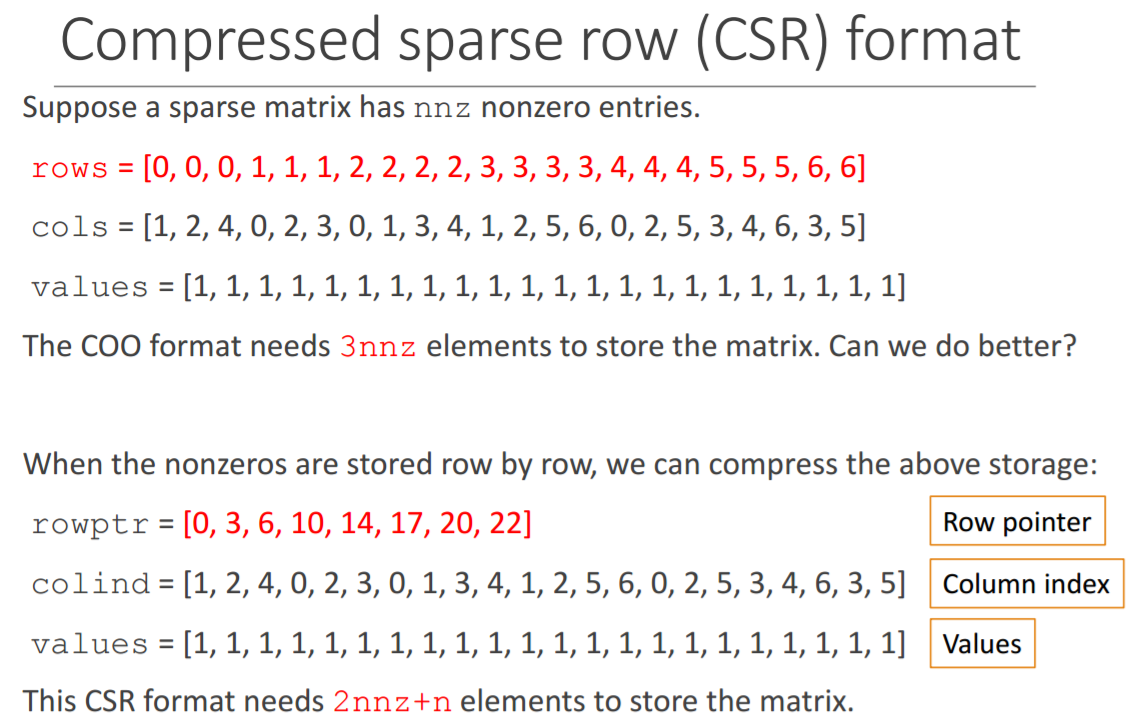 Compressed sparse row (CSR) format
Suppose a sparse matrix has nnz nonzero entries.
rows = [0, 0, 0, 1, 1, 1, 2, 2, 2, 2, 3, 3, 3, 3, 4, 4, 4, 5, 5, 5, 6, 6]
cols = [1, 2, 4, 0, 2, 3, 0, 1, 3, 4, 1, 2, 5, 6, 0, 2, 5, 3, 4, 6, 3, 5]
values = [1, 1, 1, 1, 1, 1, 1, 1, 1, 1, 1, 1, 1, 1, 1, 1, 1, 1, 1, 1, 1, 1]
The COO format needs 3nnz elements to store the matrix. Can we do better?
When the nonzeros are stored row by row, we can compress the above storage:
rowptr = [0, 3, 6, 10, 14, 17, 20, 22]
Row pointer
colind = [1, 2, 4, 0, 2, 3, 0, 1, 3, 4, 1, 2, 5, 6, 0, 2, 5, 3, 4, 6, 3, 5]
Column index
values = [1, 1, 1, 1, 1, 1, 1, 1, 1, 1, 1, 1, 1, 1, 1, 1, 1, 1, 1, 1, 1, 1]
Values
This CSR format needs 2nnz+n elements to store the matrix.